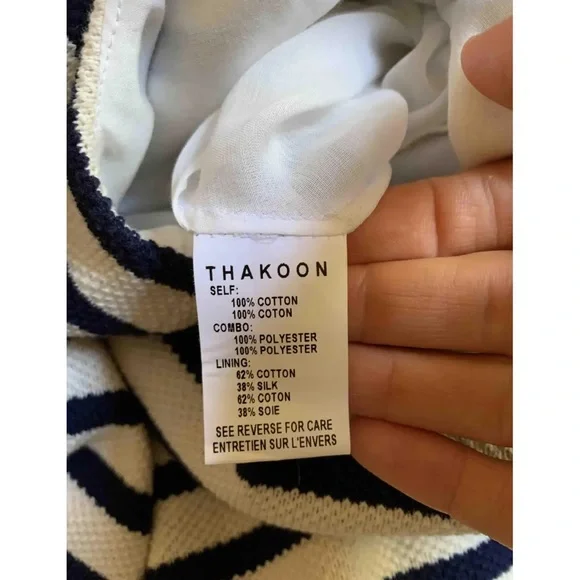 THAKOON
SELF:
100% COTTON
100% COTON
COMBO:
100% POLYESTER
100% POLYESTER
LINING:
62% COTTON
38% SILK
62% COTON
38% SOIE
SEE REVERSE FOR CARE
ENTRETIEN SUR L'ENVERS